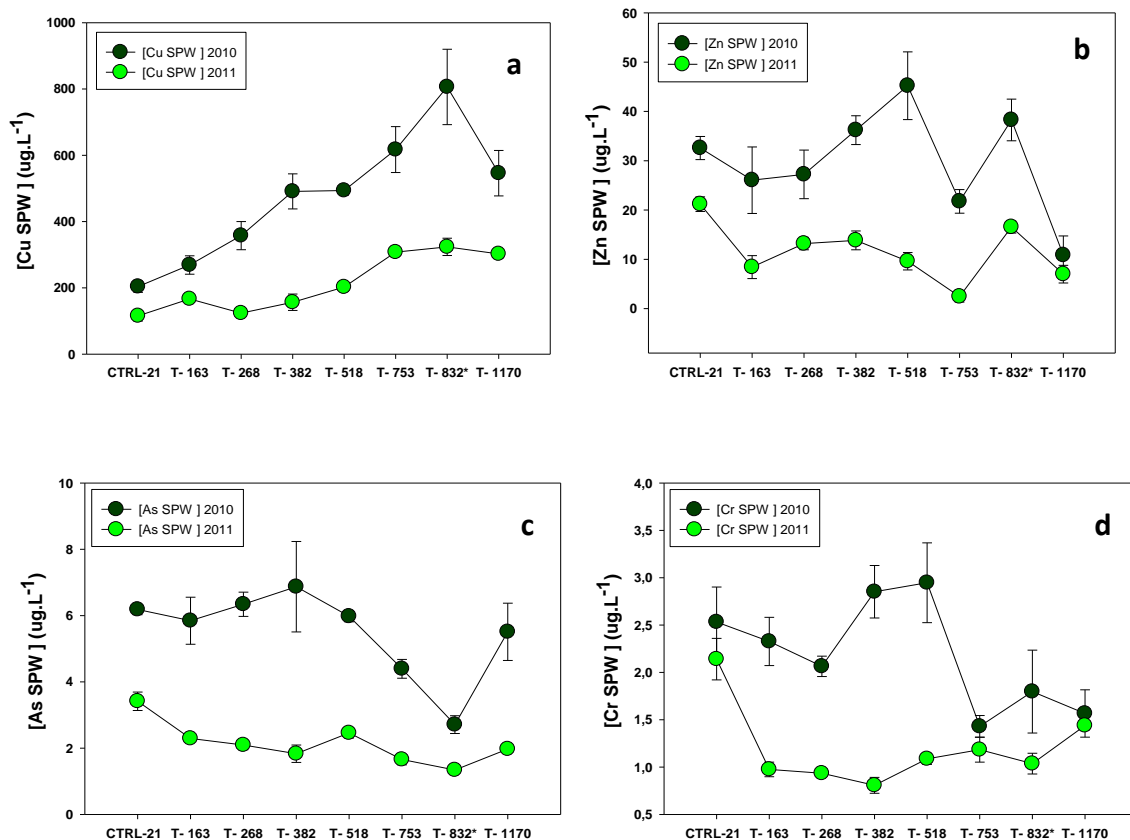 1000
800
600
400
200
0
[Cu SPW ] (ug.L⁻¹)
[Cu SPW ] 2010
[Cu SPW ] 2011
a
CTRL-21 T- 163 T- 268 T- 382 T- 518 T- 753 T- 832* T- 1170
60
50
40
30
20
10
0
[Zn SPW ] (ug.L⁻¹)
[Zn SPW ] 2010
[Zn SPW ] 2011
b
CTRL-21 T- 163 T- 268 T- 382 T- 518 T- 753 T- 832* T- 1170
10
8
6
4
2
0
[As SPW ] (ug.L⁻¹)
[As SPW ] 2010
[As SPW ] 2011
c
CTRL-21 T- 163 T- 268 T- 382 T- 518 T- 753 T- 832* T- 1170
4,0
3,5
3,0
2,5
2,0
1,5
1,0
0,5
[Cr SPW ] (ug.L⁻¹)
[Cr SPW ] 2010
[Cr SPW ] 2011
d
CTRL-21 T- 163 T- 268 T- 382 T- 518 T- 753 T- 832* T- 1170